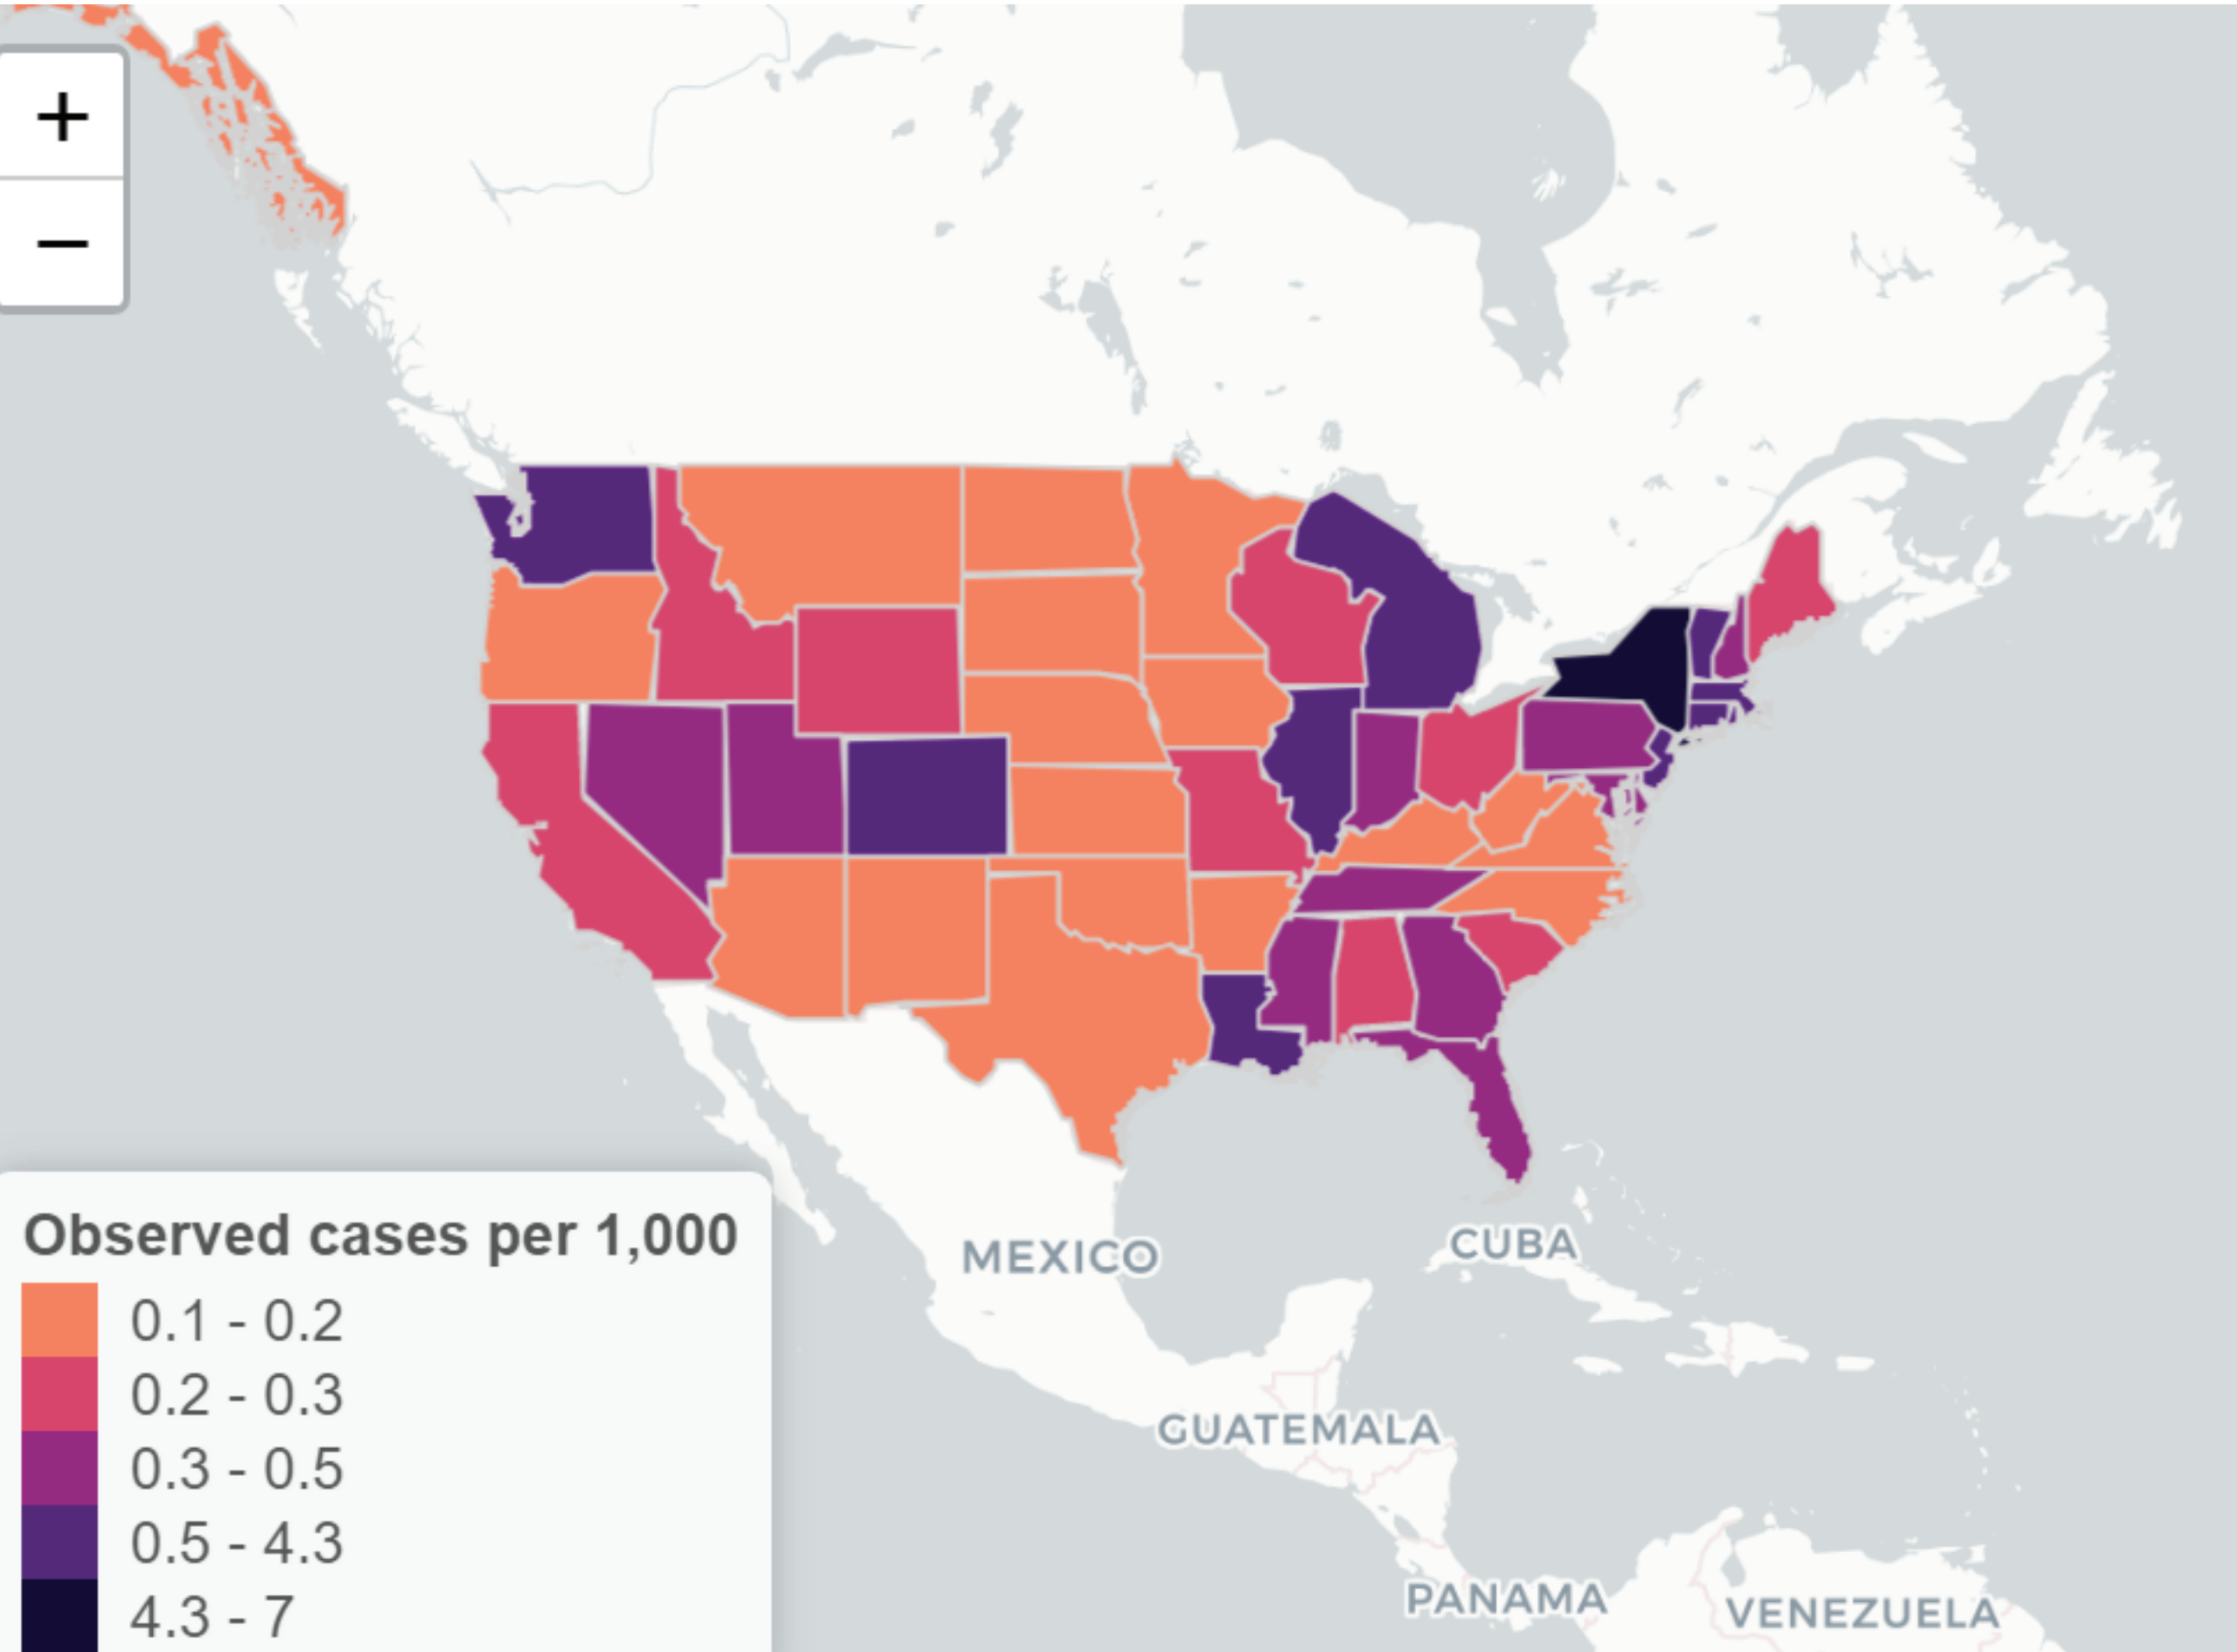 +
−
MEXICO
CUBA
GUATEMALA
PANAMA
VENEZUELA
Observed cases per 1,000
0.1 - 0.2
0.2 - 0.3
0.3 - 0.5
0.5 - 4.3
4.3 - 7